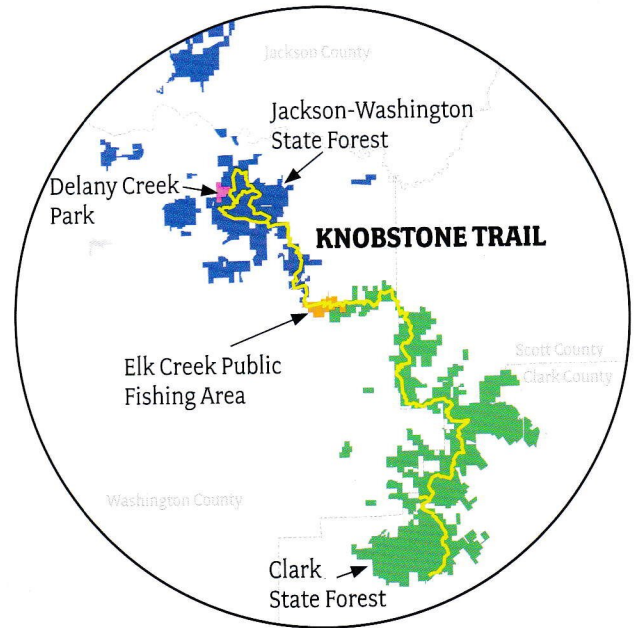 Jackson County
Jackson-Washington
State Forest
Delany Creek
Park
KNOBSTONE TRAIL
Elk Creek Public
Fishing Area
Scott County
Clark County
Washington County
Clark
State Forest